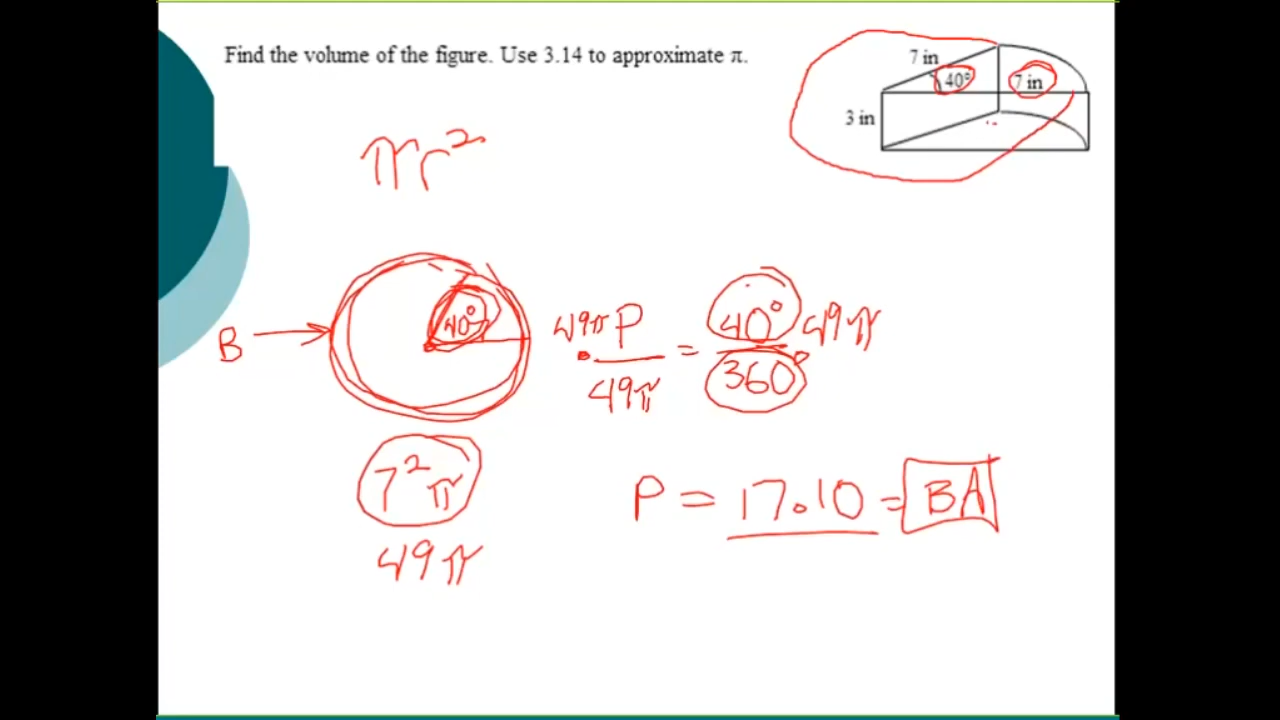 Find the volume of the figure. Use 3.14 to approximate π.
7 in
40°
7 in
3 in
πr²
40°
B
49π P = 40° 49π
49π 360°
7²π
49π
P = 17.10 = BA